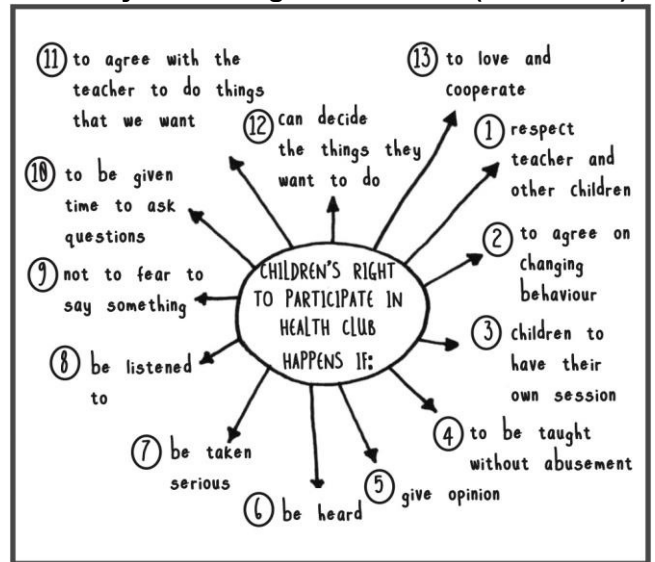 CHILDREN'S RIGHT
TO PARTICIPATE IN
HEALTH CLUB
HAPPENS IF:
1 respect
teacher and
other children
2 to agree on
changing
behaviour
3 children to
have their
own session
4 to be taught
without abusement
5 give opinion
6 be heard
7 be taken
serious
8 be listened
to
9 not to fear to
say something
10 to be given
time to ask
questions
11 to agree with the
teacher to do things
that we want
12 can decide
the things they
want to do
13 to love and
cooperate